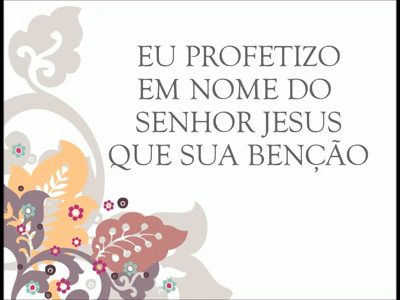 EU PROFETIZO
EM NOME DO
SENHOR JESUS
QUE SUA BENÇÃO